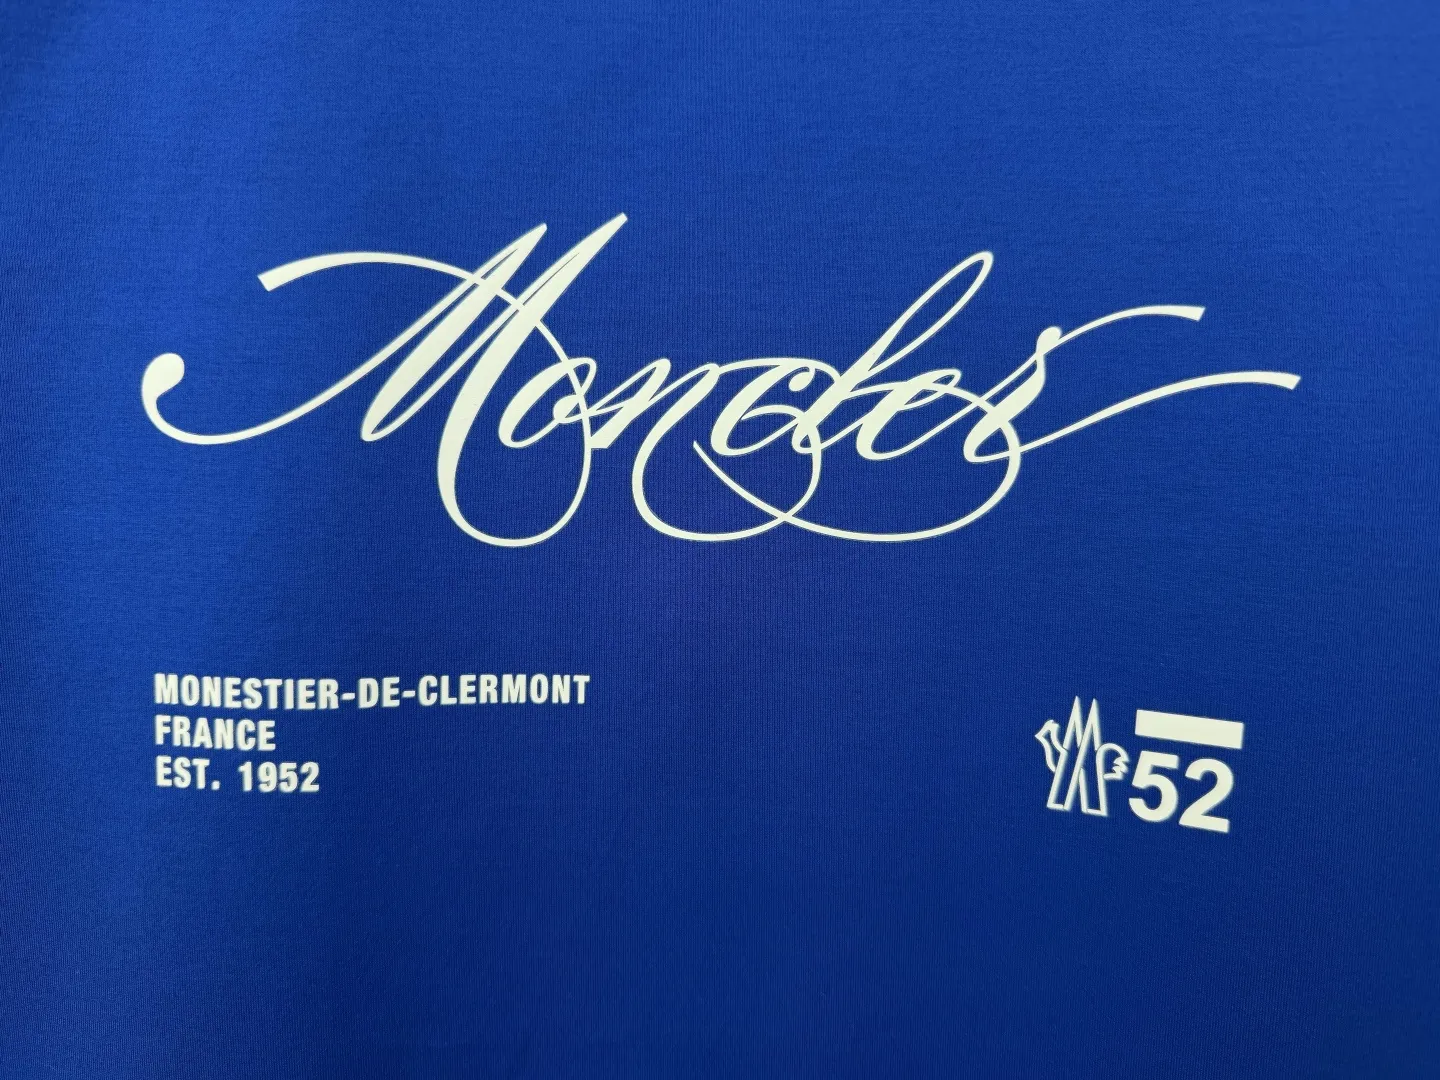 Moncler
MONESTIER-DE-CLERMONT
FRANCE
EST. 1952
52